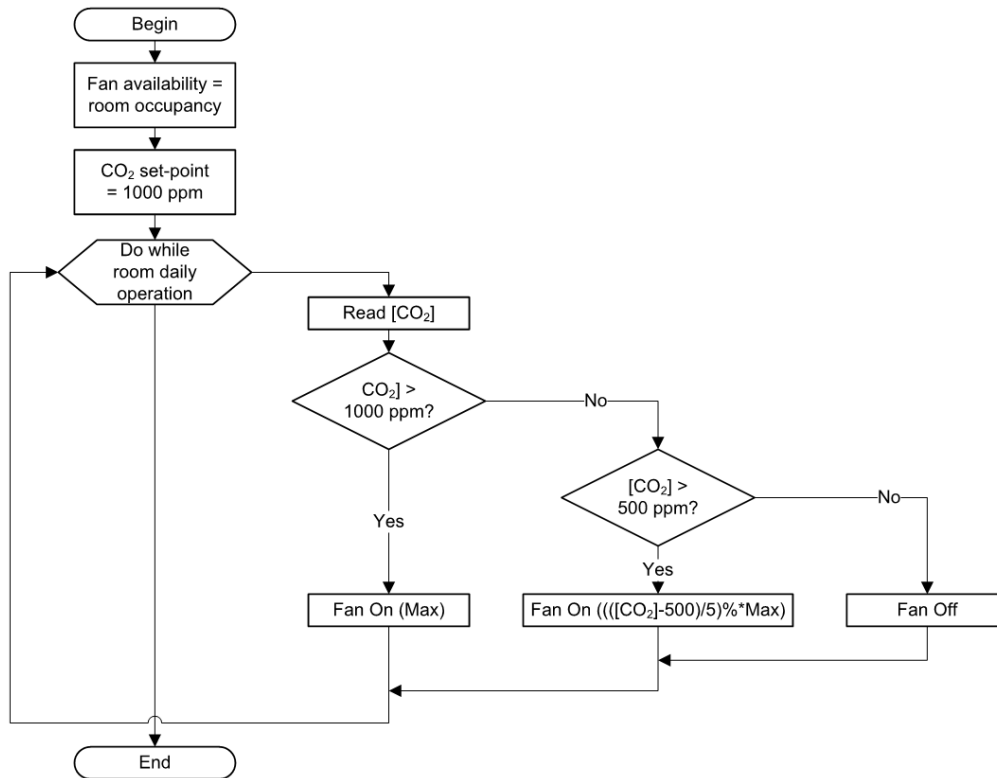 Begin
Fan availability =
room occupancy
CO₂ set-point
= 1000 ppm
Do while
room daily
operation
Read [CO₂]
CO₂] >
1000 ppm?
No
[CO₂] >
500 ppm?
No
Yes
Yes
Fan On (Max)
Fan On ((([CO₂]-500)/5)%*Max)
Fan Off
End